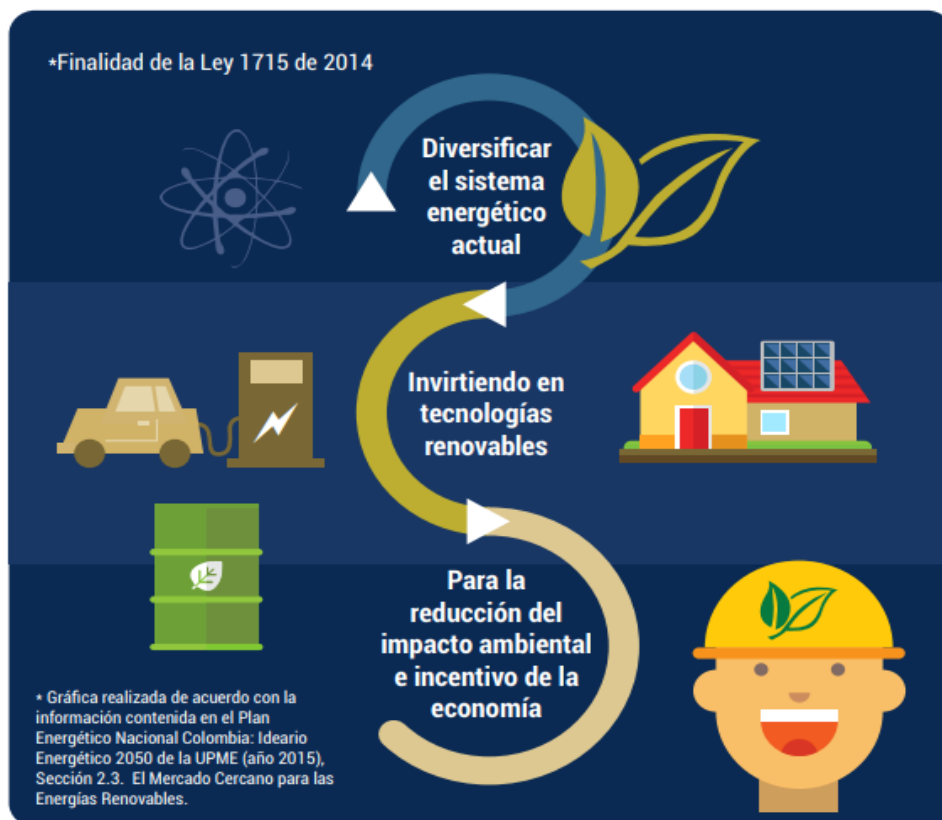 *Finalidad de la Ley 1715 de 2014
Diversificar
el sistema
energético
actual
Invirtiendo en
tecnologías
renovables
Para la
reducción del
impacto ambiental
e incentivo de la
economía
* Gráfica realizada de acuerdo con la
información contenida en el Plan
Energético Nacional Colombia: Ideario
Energético 2050 de la UPME (año 2015),
Sección 2.3.  El Mercado Cercano para las
Energías Renovables.